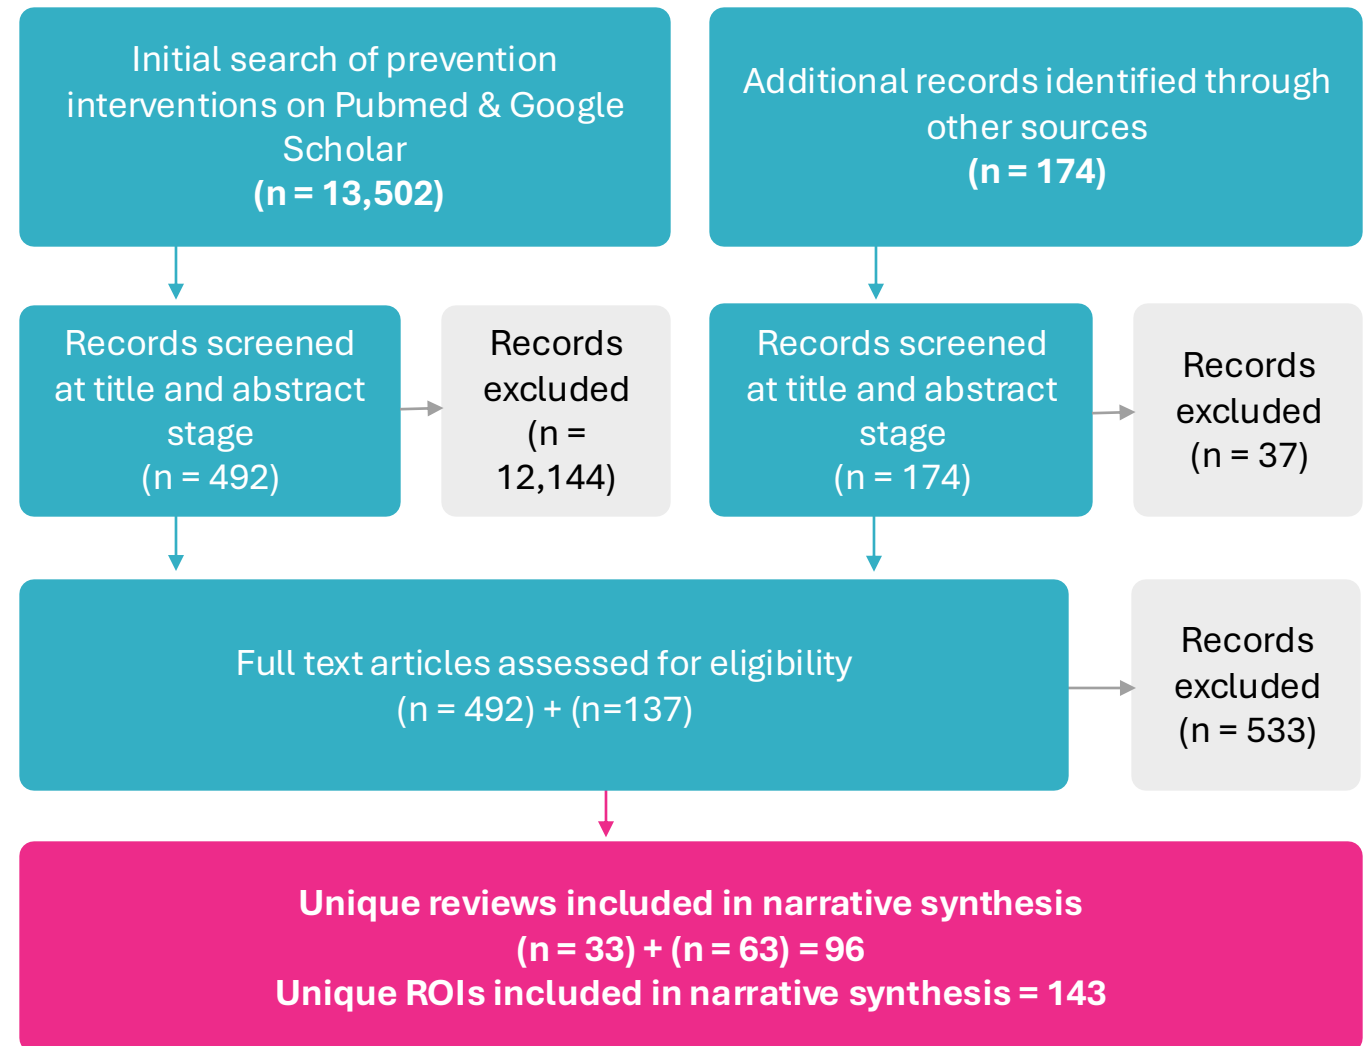 Initial search of prevention
interventions on Pubmed & Google
Scholar
(n = 13,502)
Additional records identified through
other sources
(n = 174)
Records screened
at title and abstract
stage
(n = 492)
Records
excluded
(n =
12,144)
Records screened
at title and abstract
stage
(n = 174)
Records
excluded
(n = 37)
Full text articles assessed for eligibility
(n = 492) + (n=137)
Records
excluded
(n = 533)
Unique reviews included in narrative synthesis
(n = 33) + (n = 63) = 96
Unique ROIs included in narrative synthesis = 143